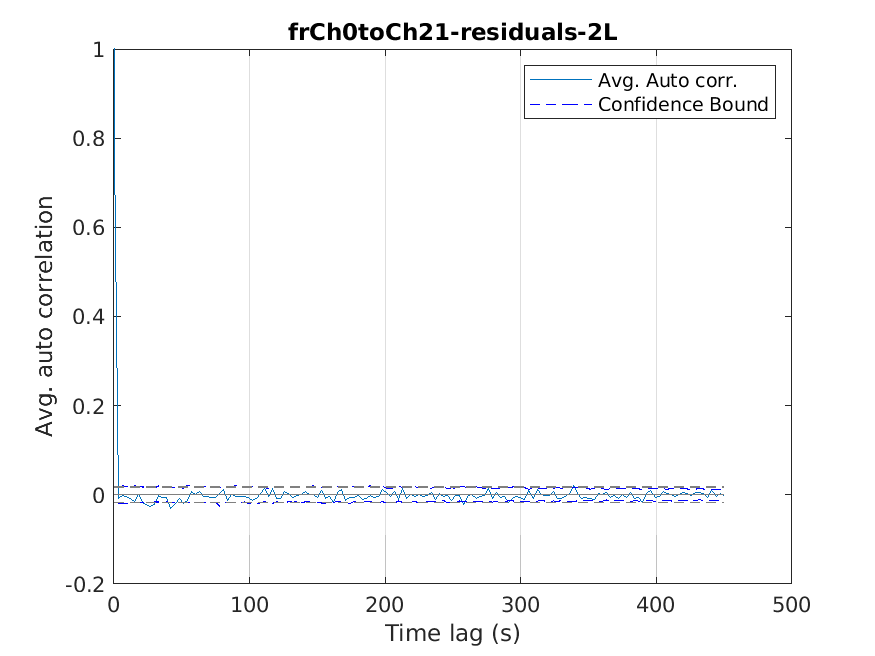 frCh0toCh21-residuals-2L
Avg. Auto corr.
Confidence Bound
1
0.8
0.6
0.4
0.2
0
-0.2
Avg. auto correlation
0 100 200 300 400 500
Time lag (s)